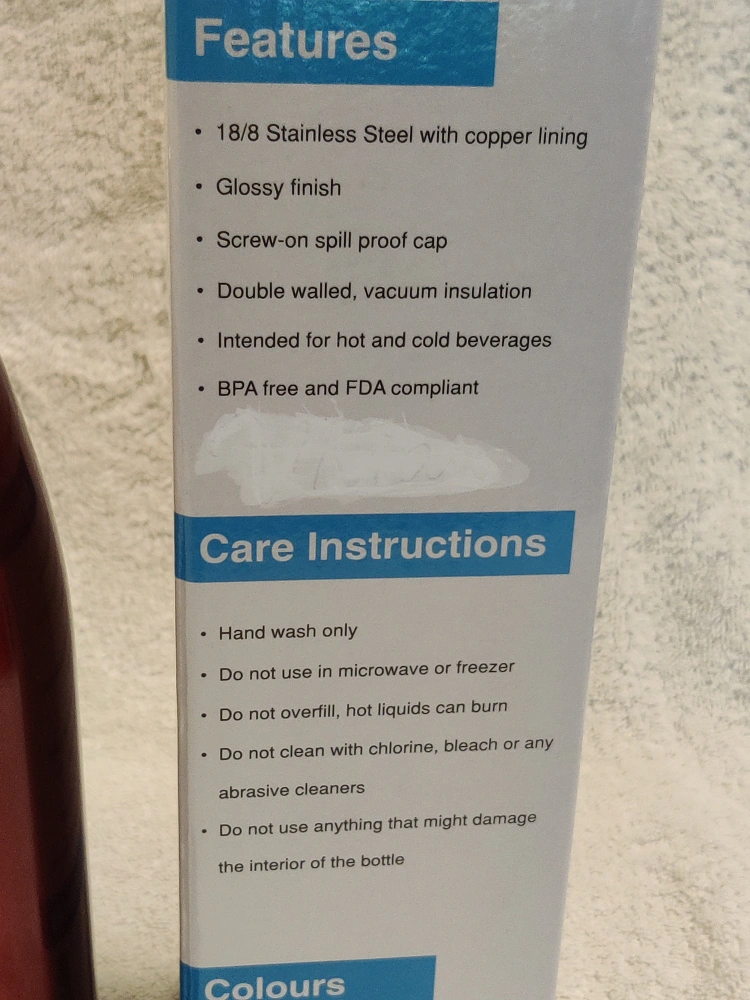 Features
• 18/8 Stainless Steel with copper lining
• Glossy finish
• Screw-on spill proof cap
• Double walled, vacuum insulation
• Intended for hot and cold beverages
• BPA free and FDA compliant
Care Instructions
• Hand wash only
• Do not use in microwave or freezer
• Do not overfill, hot liquids can burn
• Do not clean with chlorine, bleach or any
abrasive cleaners
• Do not use anything that might damage
the interior of the bottle
Colours